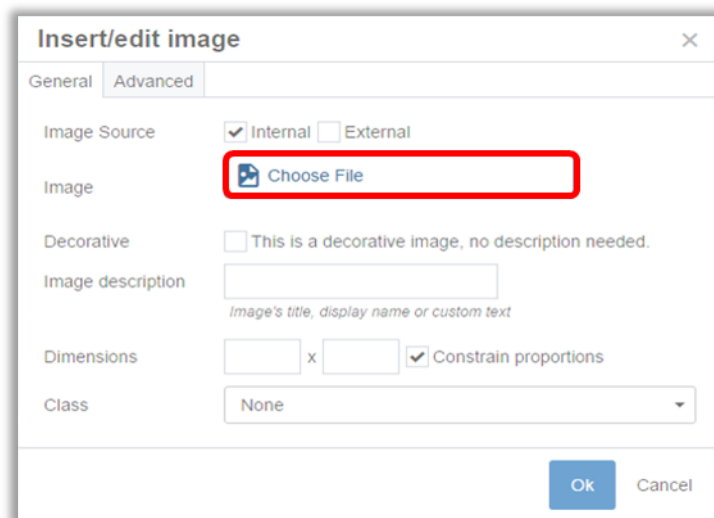 Insert/edit image
General Advanced
Image Source Internal External
Image Choose File
Decorative This is a decorative image, no description needed.
Image description
Image's title, display name or custom text
Dimensions x Constrain proportions
Class None
Ok Cancel